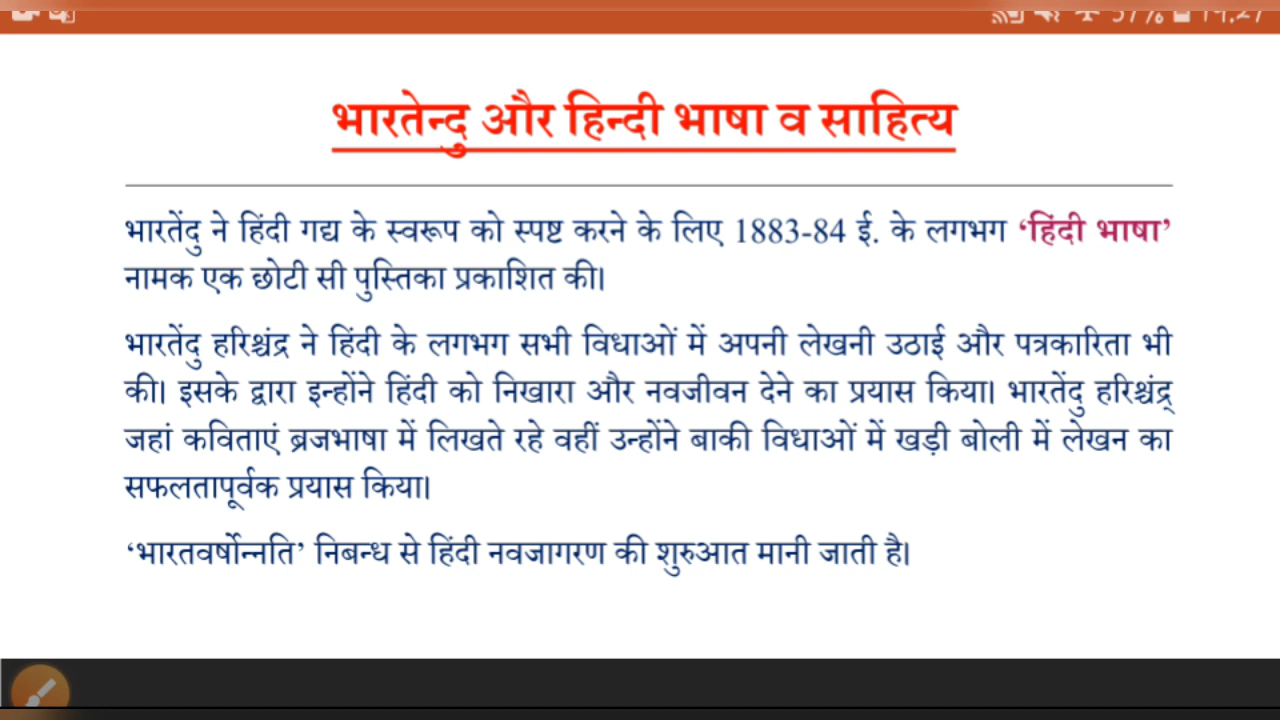 भारतेन्दु और हिन्दी भाषा व साहित्य
भारतेंदु ने हिंदी गद्य के स्वरूप को स्पष्ट करने के लिए 1883-84 ई. के लगभग ‘हिंदी भाषा’
नामक एक छोटी सी पुस्तिका प्रकाशित की।
भारतेंदु हरिश्चंद्र ने हिंदी के लगभग सभी विधाओं में अपनी लेखनी उठाई और पत्रकारिता भी
की। इसके द्वारा इन्होंने हिंदी को निखारा और नवजीवन देने का प्रयास किया। भारतेंदु हरिश्चंद्र्
जहां कविताएं ब्रजभाषा में लिखते रहे वहीं उन्होंने बाकी विधाओं में खड़ी बोली में लेखन का
सफलतापूर्वक प्रयास किया।
‘भारतवर्षोन्नति’ निबन्ध से हिंदी नवजागरण की शुरुआत मानी जाती है।